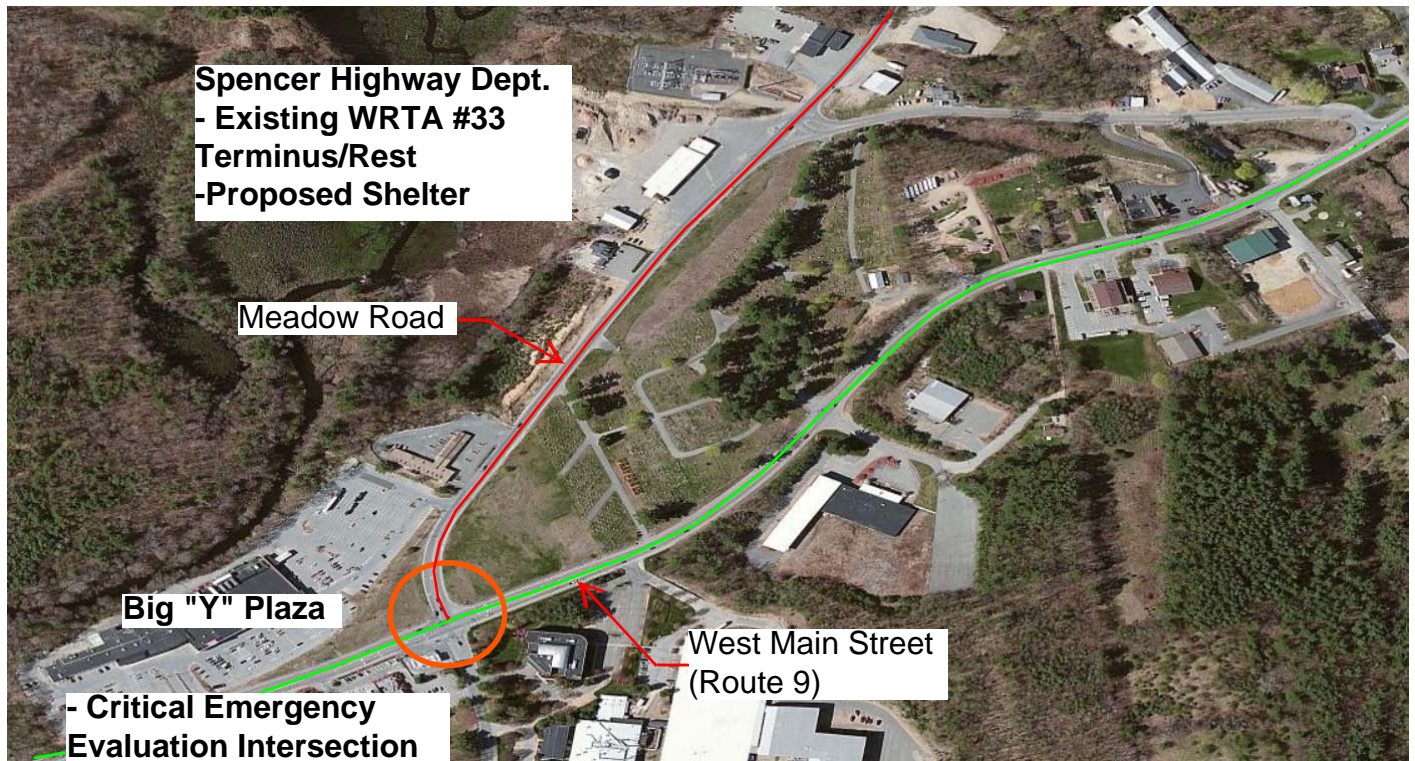 Spencer Highway Dept.
- Existing WRTA #33
Terminus/Rest
-Proposed Shelter
Meadow Road
Big "Y" Plaza
West Main Street
(Route 9)
- Critical Emergency
Evaluation Intersection